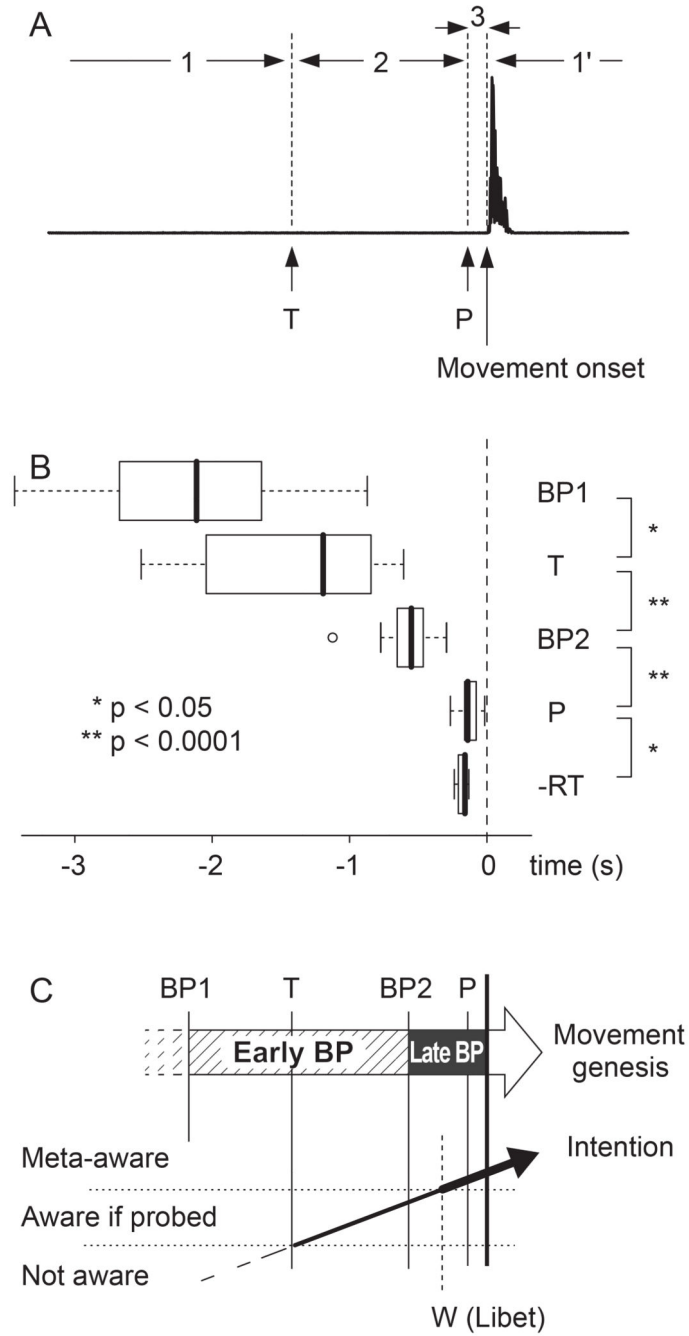 A
3
1
2
1'
T
P
Movement onset
B
BP1
*
T
**
BP2
**
P
*
-RT
* p < 0.05
** p < 0.0001
-3
-2
-1
0
time (s)
C
BP1
T
BP2
P
Early BP
Late BP
Movement
genesis
Meta-aware
Intention
Aware if probed
Not aware
W (Libet)